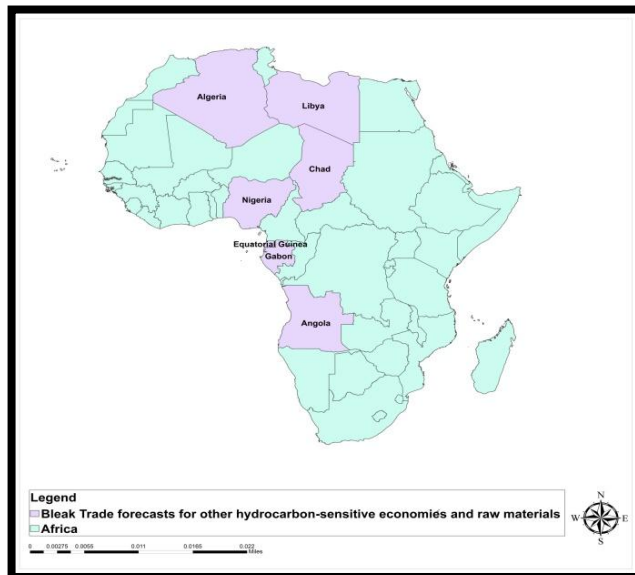 Algeria
Libya
Chad
Nigeria
Equatorial Guinea
Gabon
Angola
Legend
Bleak Trade forecasts for other hydrocarbon-sensitive economies and raw materials
Africa
N
W E
S
0 0.00275 0.0055 0.011 0.0165 0.022
Miles